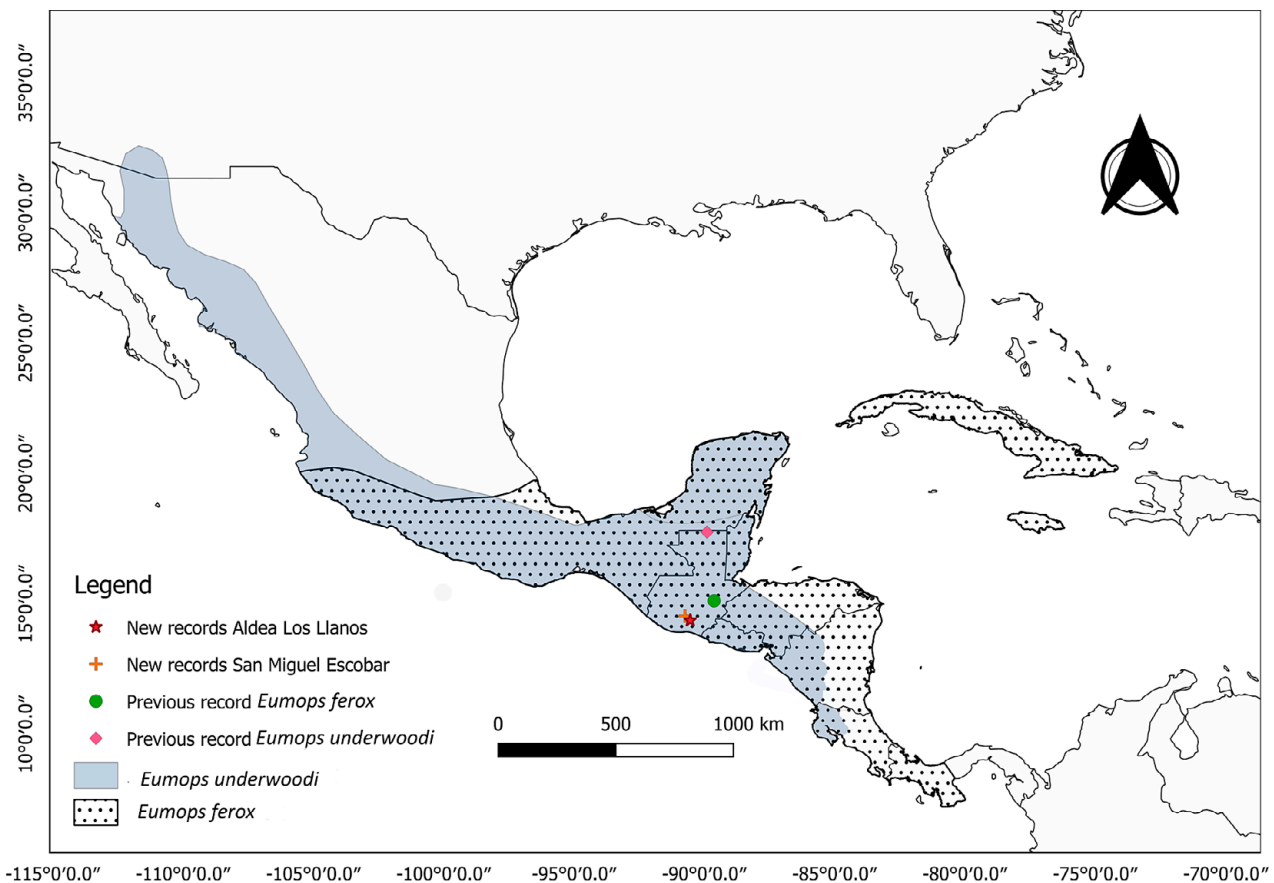 35°0'0.0"
30°0'0.0"
25°0'0.0"
20°0'0.0"
15°0'0.0"
10°0'0.0"
Legend
New records Aldea Los Llanos
New records San Miguel Escobar
Previous record Eumops ferox
Previous record Eumops underwoodi
Eumops underwoodi
Eumops ferox
0 500 1000 km
-115°0'0.0" -110°0'0.0" -105°0'0.0" -100°0'0.0" -95°0'0.0" -90°0'0.0" -85°0'0.0" -80°0'0.0" -75°0'0.0" -70°0'0.0"